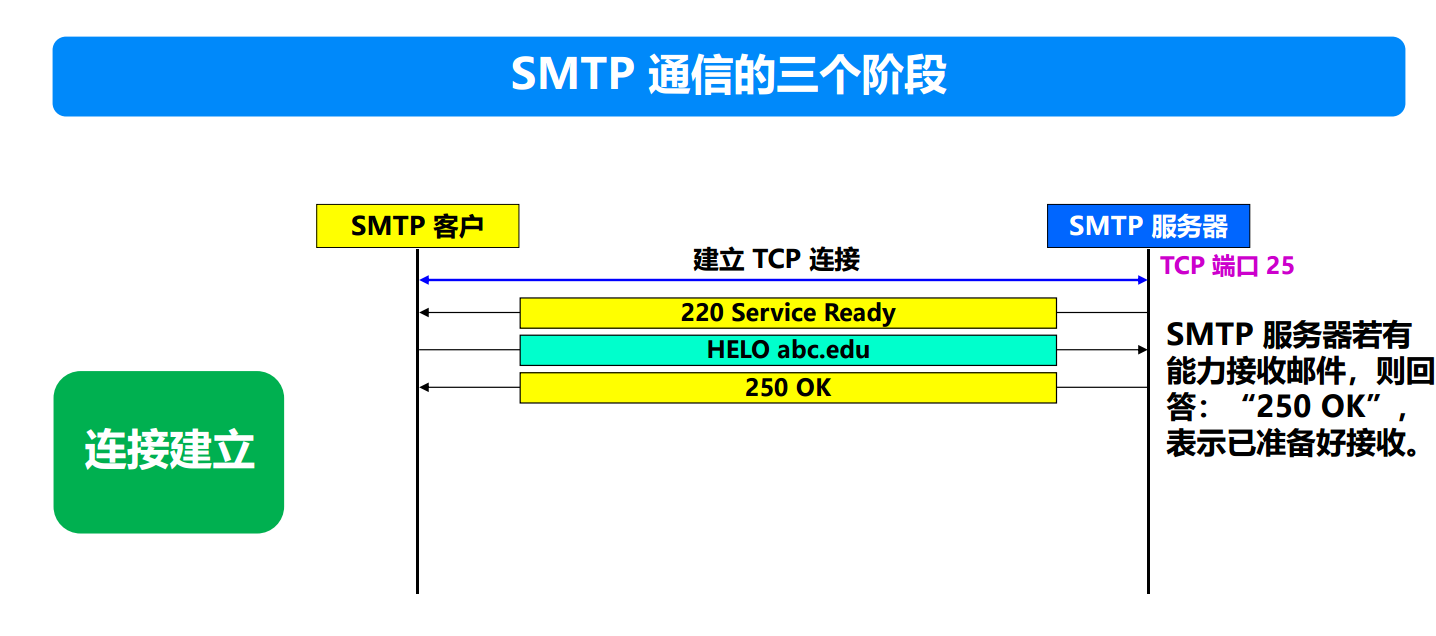 SMTP 通信的三个阶段
SMTP 客户
SMTP 服务器
建立 TCP 连接
TCP 端口 25
220 Service Ready
HELO abc.edu
250 OK
SMTP 服务器若有
能力接收邮件，则回
答：“250 OK”，
表示已准备好接收。
连接建立